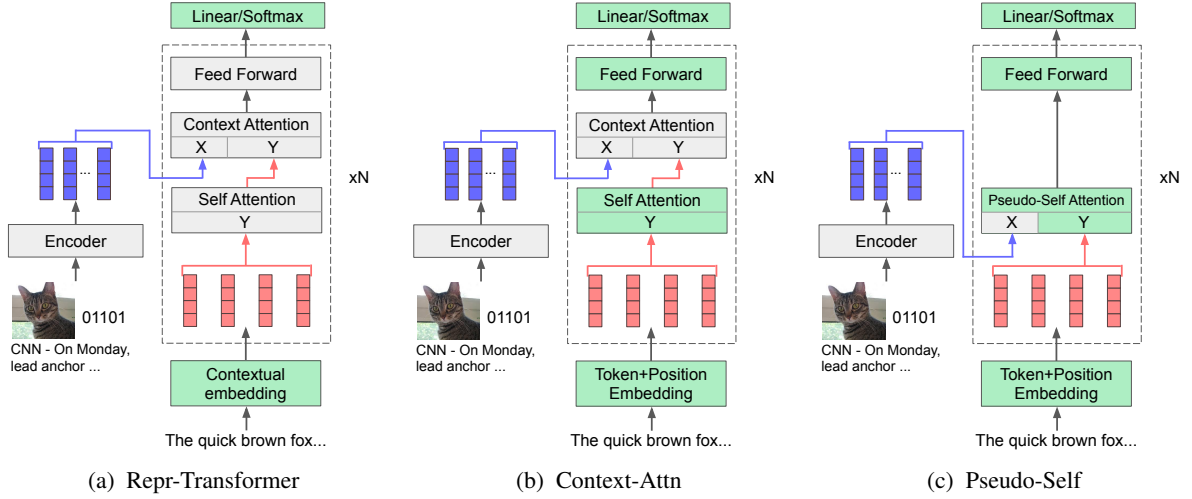 Linear/Softmax
Feed Forward
Context Attention
X Y
...
xN
Self Attention
Y
Encoder
01101
CNN - On Monday,
lead anchor ...
Contextual
embedding
The quick brown fox...
(a) Repr-Transformer
Linear/Softmax
Feed Forward
Context Attention
X Y
...
xN
Self Attention
Y
Encoder
01101
CNN - On Monday,
lead anchor ...
Token+Position
Embedding
The quick brown fox...
(b) Context-Attn
Linear/Softmax
Feed Forward
...
xN
Pseudo-Self Attention
X Y
Encoder
01101
CNN - On Monday,
lead anchor ...
Token+Position
Embedding
The quick brown fox...
(c) Pseudo-Self